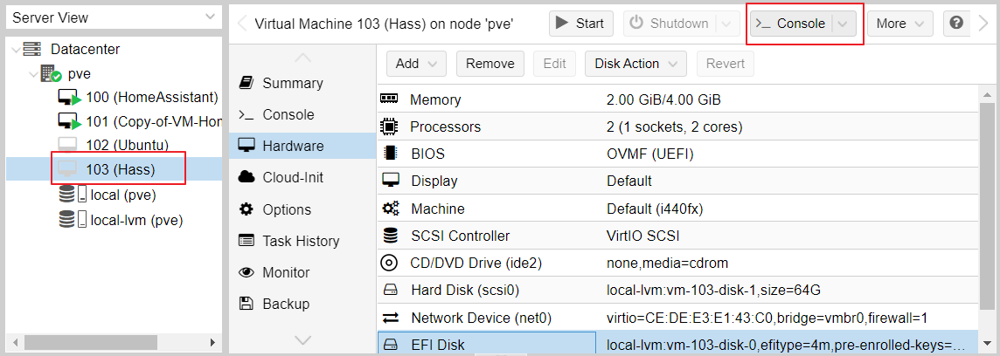 Server View
Datacenter
pve
100 (HomeAssistant)
101 (Copy-of-VM-Hom
102 (Ubuntu)
103 (Hass)
local (pve)
local-lvm (pve)
Virtual Machine 103 (Hass) on node 'pve'
Start
Shutdown
>_ Console
More
?
Summary
>_ Console
Hardware
Cloud-Init
Options
Task History
Monitor
Backup
Add
Remove
Edit
Disk Action
Revert
Memory 2.00 GiB/4.00 GiB
Processors 2 (1 sockets, 2 cores)
BIOS OVMF (UEFI)
Display Default
Machine Default (i440fx)
SCSI Controller VirtIO SCSI
CD/DVD Drive (ide2) none,media=cdrom
Hard Disk (scsi0) local-lvm:vm-103-disk-1,size=64G
Network Device (net0) virtio=CE:DE:E3:E1:43:C0,bridge=vmbr0,firewall=1
EFI Disk local-lvm:vm-103-disk-0,efitype=4m,pre-enrolled-keys=…